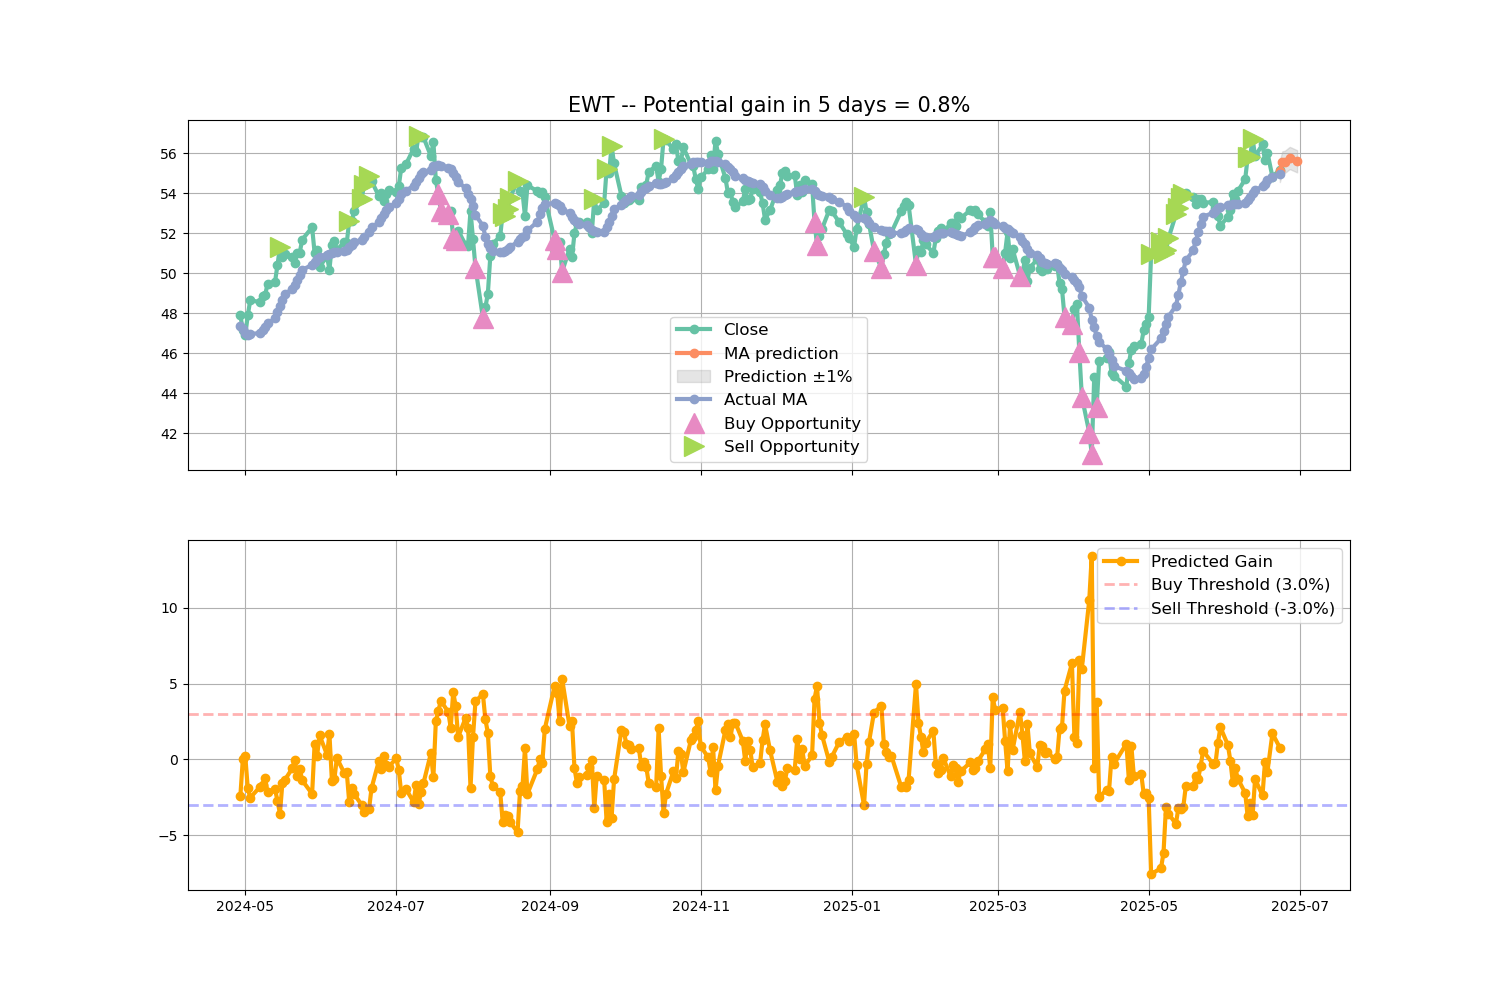 EWT -- Potential gain in 5 days = 0.8%
56
54
52
50
48
46
44
42
Close
MA prediction
Prediction ±1%
Actual MA
Buy Opportunity
Sell Opportunity
10
5
0
−5
Predicted Gain
Buy Threshold (3.0%)
Sell Threshold (-3.0%)
2024-05 2024-07 2024-09 2024-11 2025-01 2025-03 2025-05 2025-07